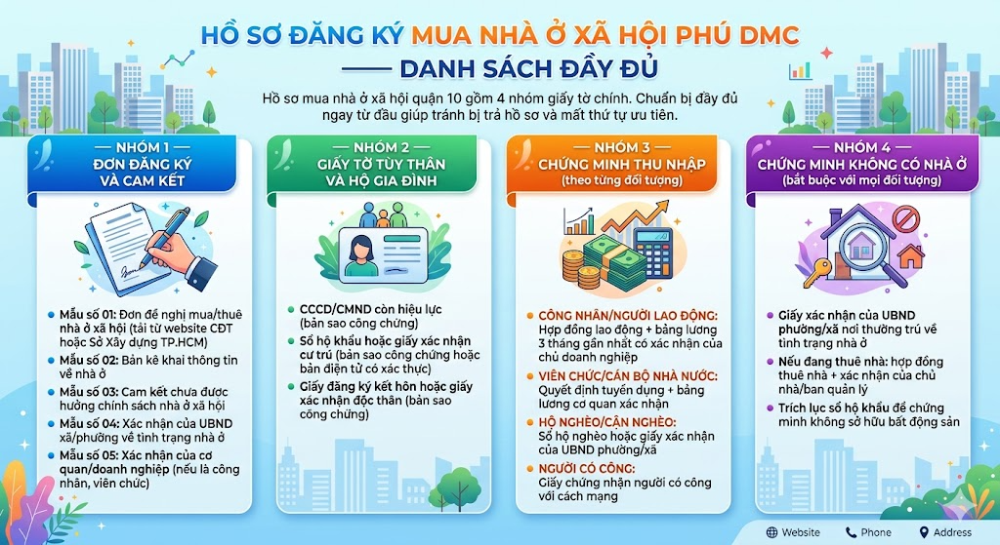 HỒ SƠ ĐĂNG KÝ MUA NHÀ Ở XÃ HỘI PHÚ DMC
— DANH SÁCH ĐẦY ĐỦ
Hồ sơ mua nhà ở xã hội quận 10 gồm 4 nhóm giấy tờ chính. Chuẩn bị đầy đủ
ngay từ đầu giúp tránh bị trả hồ sơ và mất thứ tự ưu tiên.
— NHÓM 1 —
ĐƠN ĐĂNG KÝ
VÀ CAM KẾT
• Mẫu số 01: Đơn đề nghị mua/thuê
nhà ở xã hội (tải từ website CĐT
hoặc Sở Xây dựng TP.HCM)
• Mẫu số 02: Bản kê khai thông tin
về nhà ở
• Mẫu số 03: Cam kết chưa được
hưởng chính sách nhà ở xã hội
• Mẫu số 04: Xác nhận của UBND
xã/phường về tình trạng nhà ở
• Mẫu số 05: Xác nhận của cơ
quan/doanh nghiệp (nếu là công
nhân, viên chức)
— NHÓM 2 —
GIẤY TỜ TÙY THÂN
VÀ HỘ GIA ĐÌNH
• CCCD/CMND còn hiệu lực
(bản sao công chứng)
• Sổ hộ khẩu hoặc giấy xác nhận
cư trú (bản sao công chứng hoặc
bản điện tử có xác thực)
• Giấy đăng ký kết hôn hoặc giấy
xác nhận độc thân (bản sao
công chứng)
— NHÓM 3 —
CHỨNG MINH THU NHẬP
(theo từng đối tượng)
• CÔNG NHÂN/NGƯỜI LAO ĐỘNG:
Hợp đồng lao động + bảng lương
3 tháng gần nhất có xác nhận của
chủ doanh nghiệp
• VIÊN CHỨC/CÁN BỘ NHÀ NƯỚC:
Quyết định tuyển dụng + bảng
lương cơ quan xác nhận
• HỘ NGHÈO/CẬN NGHÈO:
Sổ hộ nghèo hoặc giấy xác nhận
của UBND phường/xã
• NGƯỜI CÓ CÔNG:
Giấy chứng nhận người có công
với cách mạng
— NHÓM 4 —
CHỨNG MINH KHÔNG CÓ NHÀ Ở
(bắt buộc với mọi đối tượng)
• Giấy xác nhận của UBND
phường/xã nơi thường trú về
tình trạng nhà ở
• Nếu đang thuê nhà: hợp đồng
thuê nhà + xác nhận của chủ
nhà/ban quản lý
• Trích lục sổ hộ khẩu để chứng
minh không sở hữu bất động sản
Website Phone Address